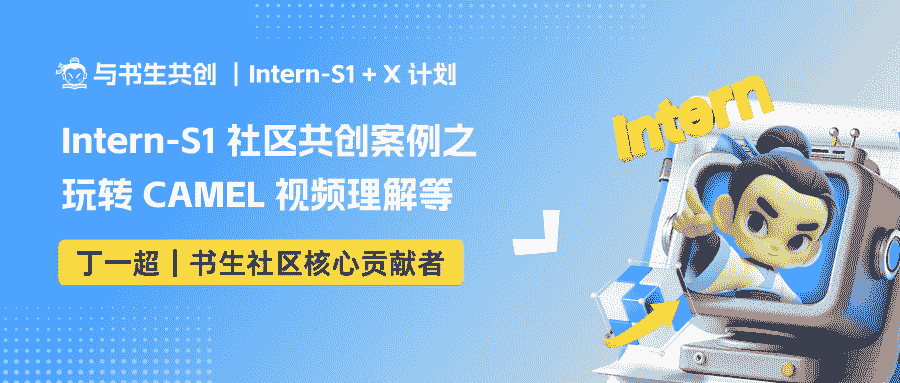 与书生共创 | Intern-S1 + X 计划
Intern
Intern-S1 社区共创案例之
玩转 CAMEL 视频理解等
丁一超 | 书生社区核心贡献者